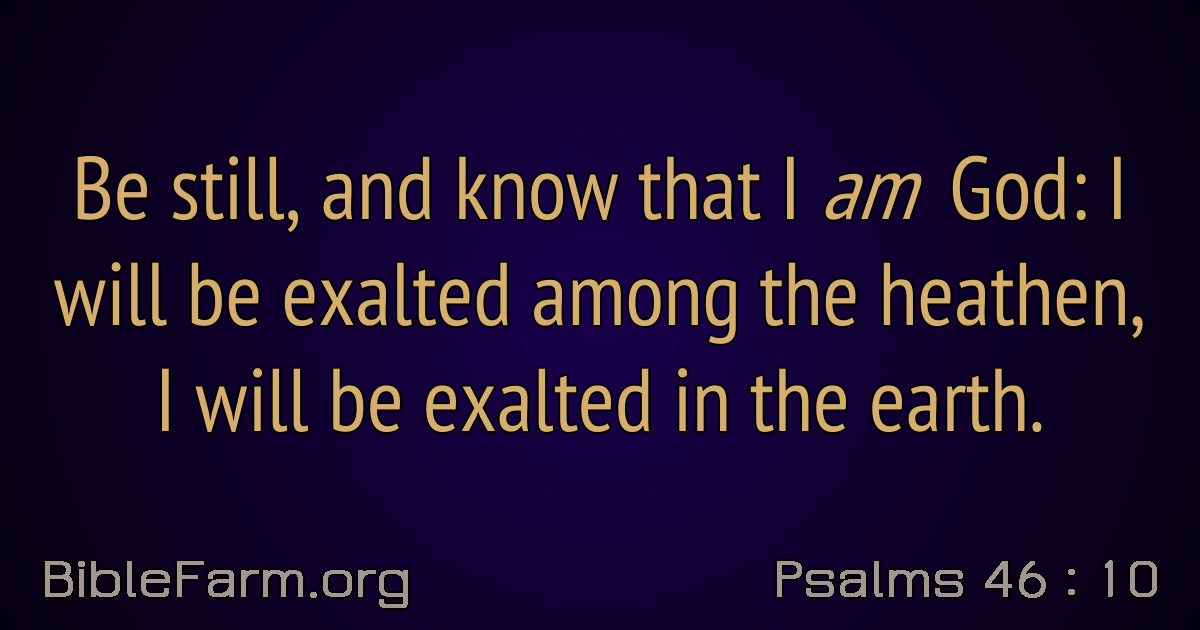 Be still, and know that I am God: I
will be exalted among the heathen,
I will be exalted in the earth.
BibleFarm.org
Psalms 46 : 10